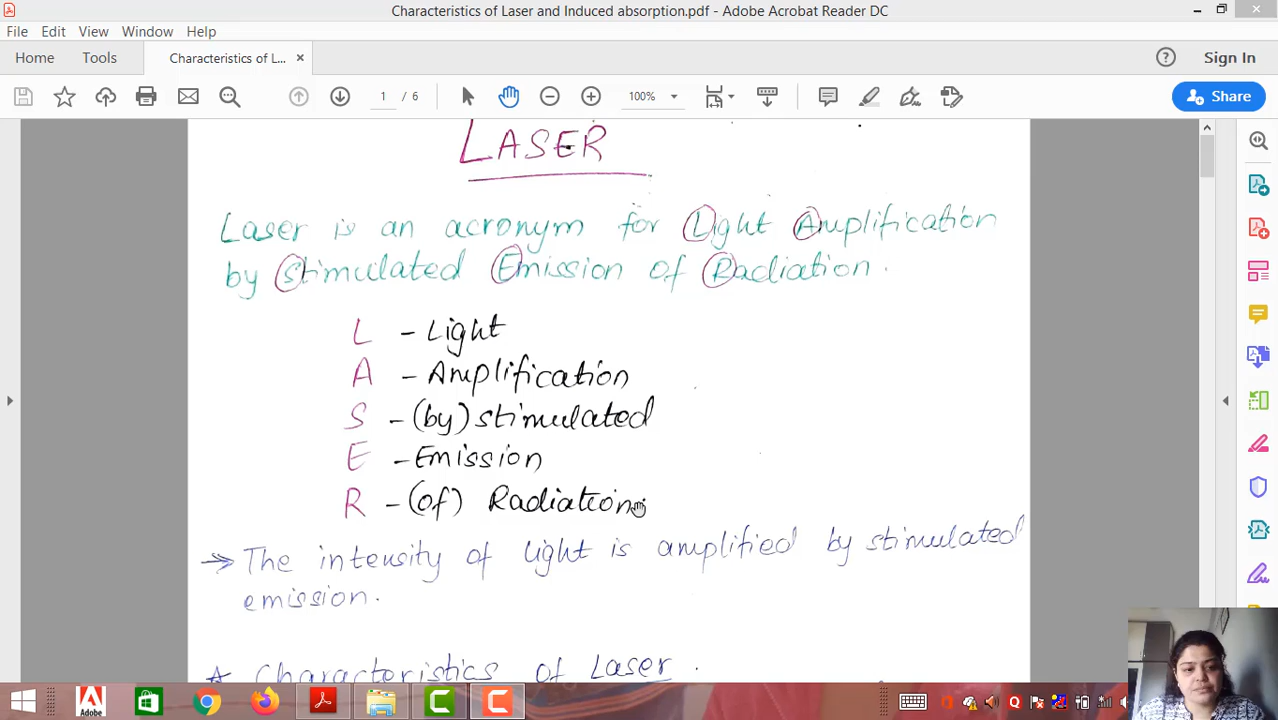 Characteristics of Laser and Induced absorption.pdf - Adobe Acrobat Reader DC
File Edit View Window Help
Home Tools Characteristics of L... × Sign In
1 / 6 100% Share
LASER
Laser is an acronym for Light Amplification
by Stimulated Emission of Radiation.
L - Light
A - Amplification
S - (by) stimulated
E - Emission
R - (of) Radiation
The intensity of light is amplified by stimulated
emission.
Characteristics of Laser
Adobe